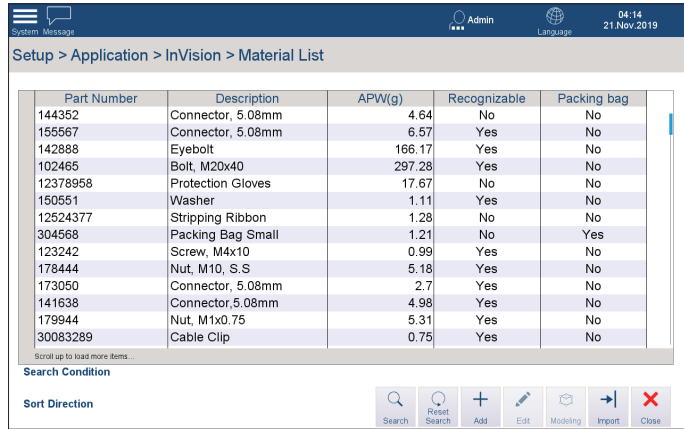 System Message Admin Language 04:14
21.Nov.2019
Setup > Application > InVision > Material List
Part Number Description APW(g) Recognizable Packing bag
144352 Connector, 5.08mm 4.64 No No
155567 Connector, 5.08mm 6.57 Yes No
142888 Eyebolt 166.17 Yes No
102465 Bolt, M20x40 297.28 Yes No
12378958 Protection Gloves 17.67 No No
150551 Washer 1.11 Yes No
12524377 Stripping Ribbon 1.28 No No
304568 Packing Bag Small 1.21 No Yes
123242 Screw, M4x10 0.99 Yes No
178444 Nut, M10, S.S 5.18 Yes No
173050 Connector, 5.08mm 2.7 Yes No
141638 Connector,5.08mm 4.98 Yes No
179944 Nut, M1x0.75 5.31 Yes No
30083289 Cable Clip 0.75 Yes No
Scroll up to load more items...
Search Condition
Sort Direction
Search Reset Search Add Edit Modeling Import Close